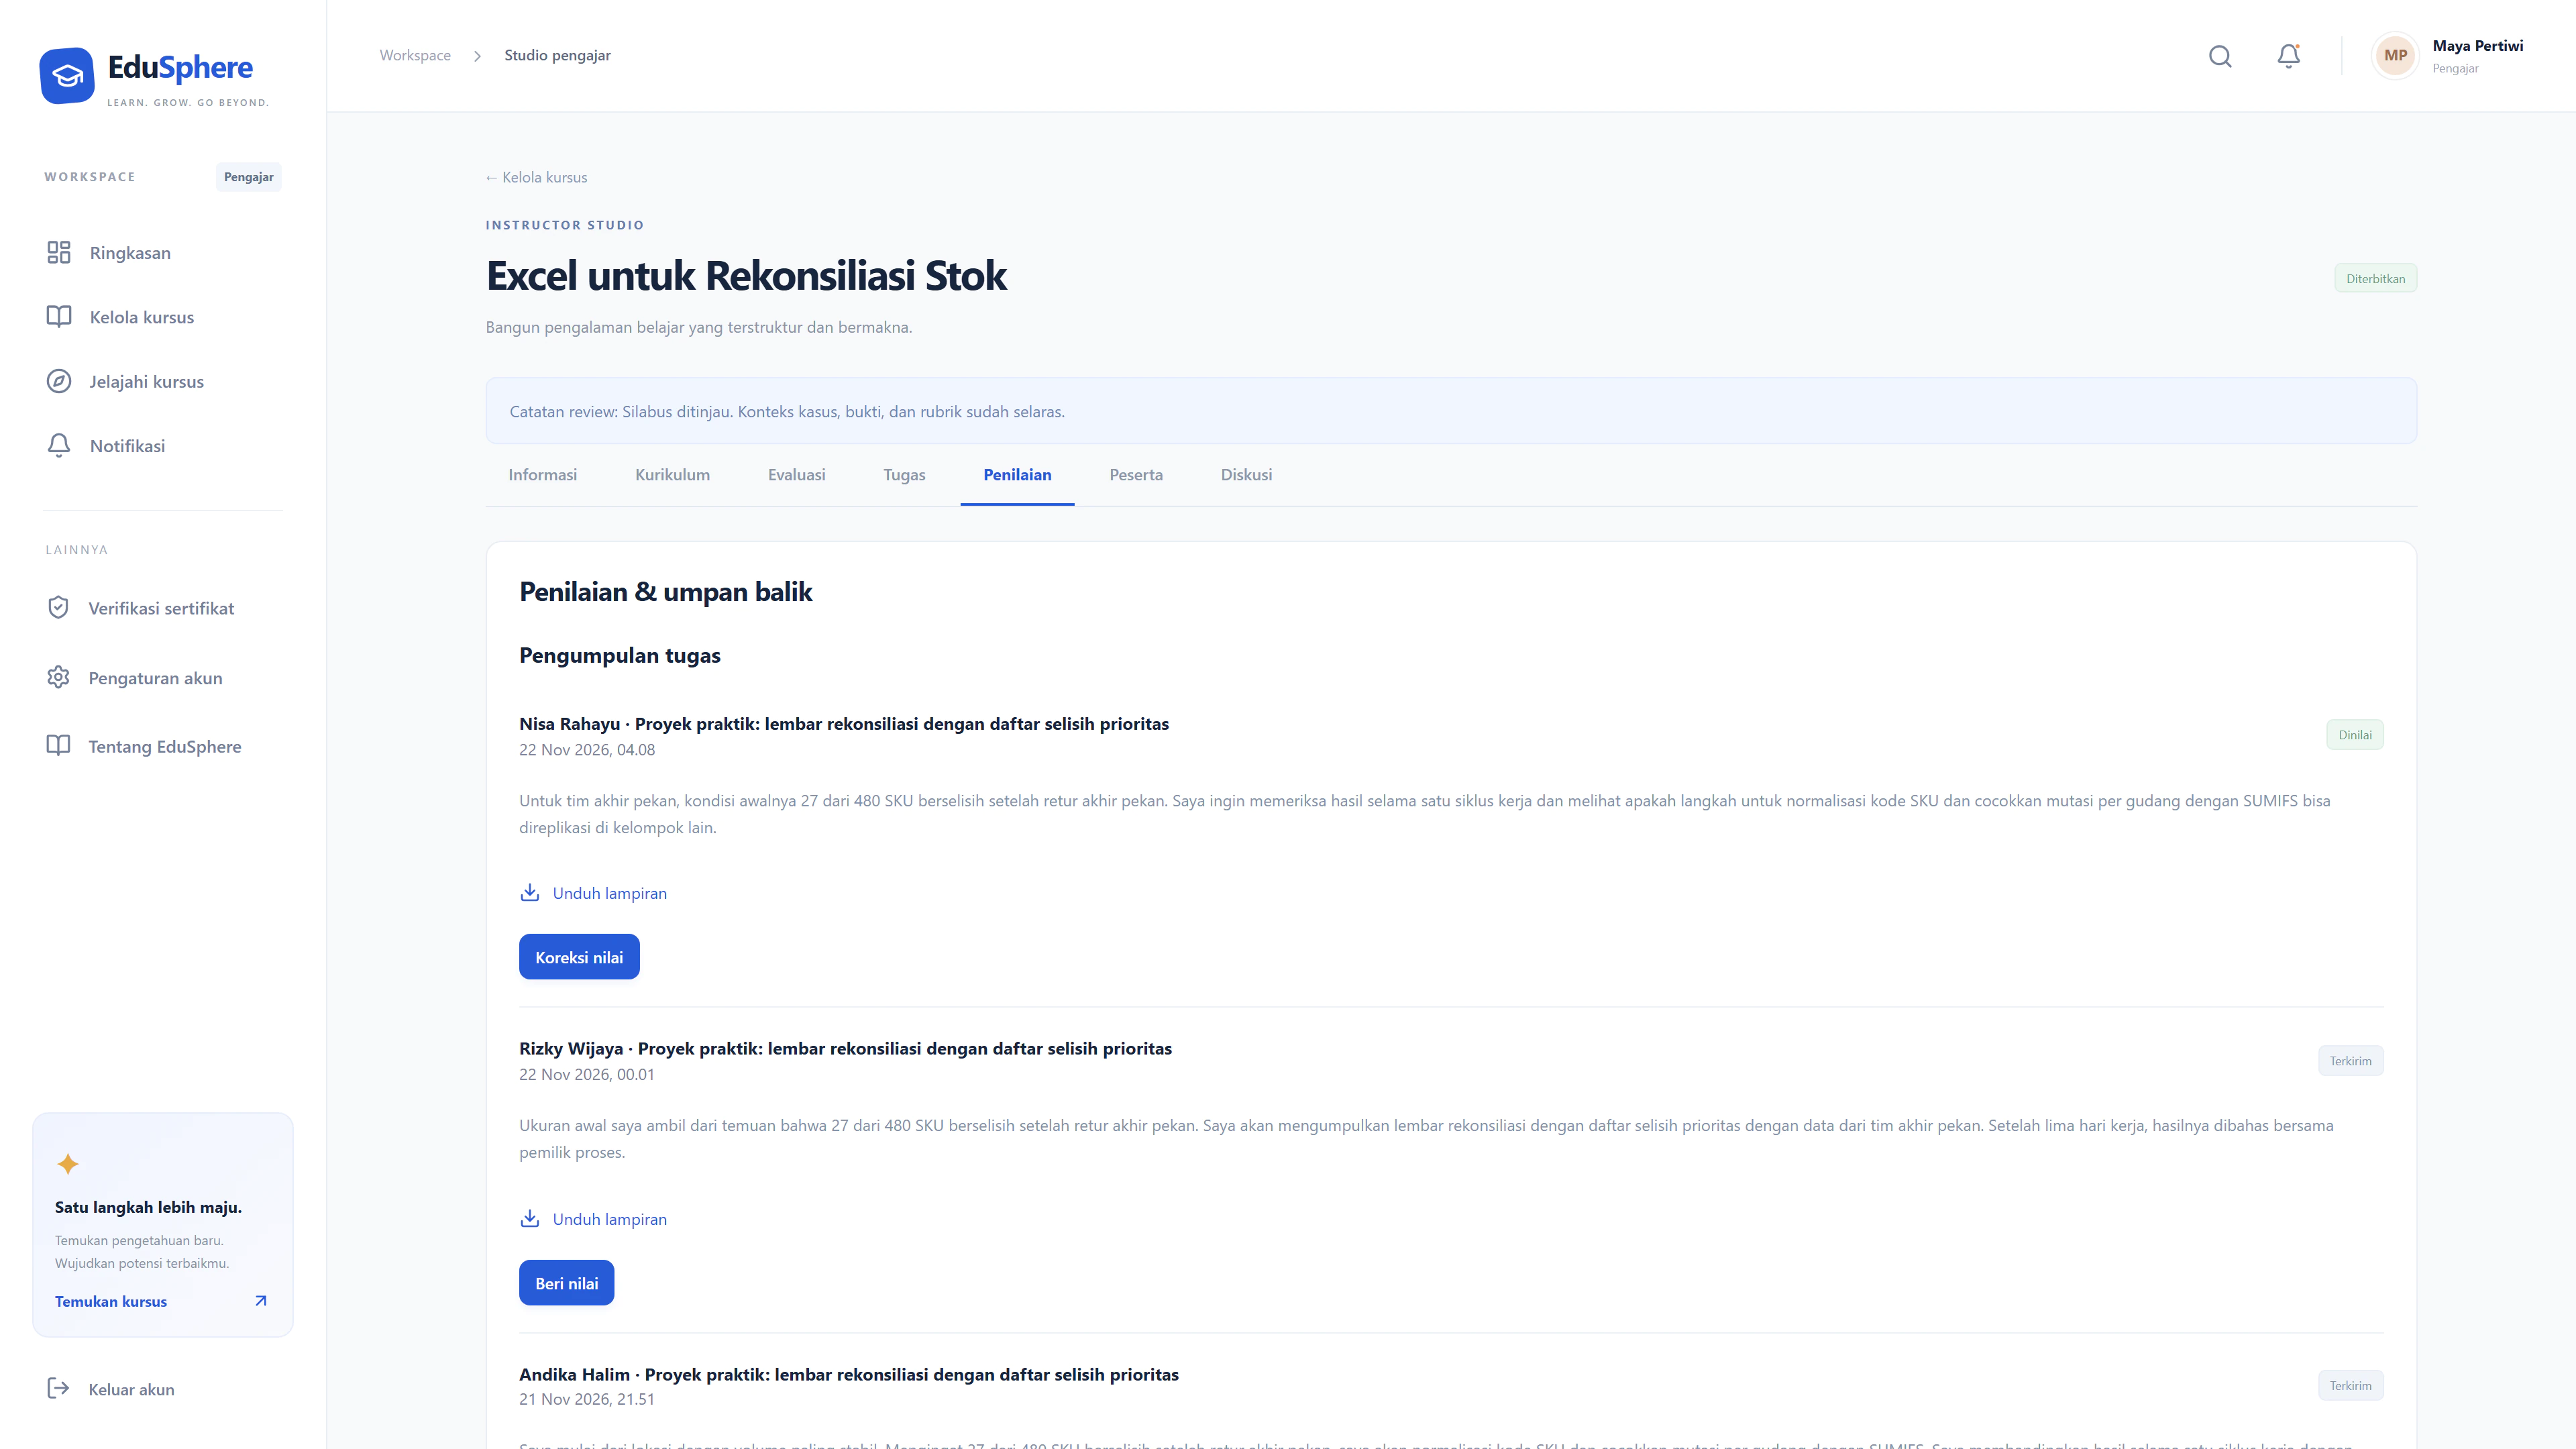 EduSphere
LEARN. GROW. GO BEYOND.
WORKSPACE
Pengajar
Ringkasan
Kelola kursus
Jelajahi kursus
Notifikasi
LAINNYA
Verifikasi sertifikat
Pengaturan akun
Tentang EduSphere
Satu langkah lebih maju.
Temukan pengetahuan baru.
Wujudkan potensi terbaikmu.
Temukan kursus
Keluar akun
Workspace
Studio pengajar
MP
Maya Pertiwi
Pengajar
← Kelola kursus
INSTRUCTOR STUDIO
Excel untuk Rekonsiliasi Stok
Diterbitkan
Bangun pengalaman belajar yang terstruktur dan bermakna.
Catatan review: Silabus ditinjau. Konteks kasus, bukti, dan rubrik sudah selaras.
Informasi
Kurikulum
Evaluasi
Tugas
Penilaian
Peserta
Diskusi
Penilaian & umpan balik
Pengumpulan tugas
Nisa Rahayu · Proyek praktik: lembar rekonsiliasi dengan daftar selisih prioritas
22 Nov 2026, 04.08
Dinilai
Untuk tim akhir pekan, kondisi awalnya 27 dari 480 SKU berselisih setelah retur akhir pekan. Saya ingin memeriksa hasil selama satu siklus kerja dan melihat apakah langkah untuk normalisasi kode SKU dan cocokkan mutasi per gudang dengan SUMIFS bisa
direplikasi di kelompok lain.
Unduh lampiran
Koreksi nilai
Rizky Wijaya · Proyek praktik: lembar rekonsiliasi dengan daftar selisih prioritas
22 Nov 2026, 00.01
Terkirim
Ukuran awal saya ambil dari temuan bahwa 27 dari 480 SKU berselisih setelah retur akhir pekan. Saya akan mengumpulkan lembar rekonsiliasi dengan daftar selisih prioritas dengan data dari tim akhir pekan. Setelah lima hari kerja, hasilnya dibahas bersama
pemilik proses.
Unduh lampiran
Beri nilai
Andika Halim · Proyek praktik: lembar rekonsiliasi dengan daftar selisih prioritas
21 Nov 2026, 21.51
Terkirim